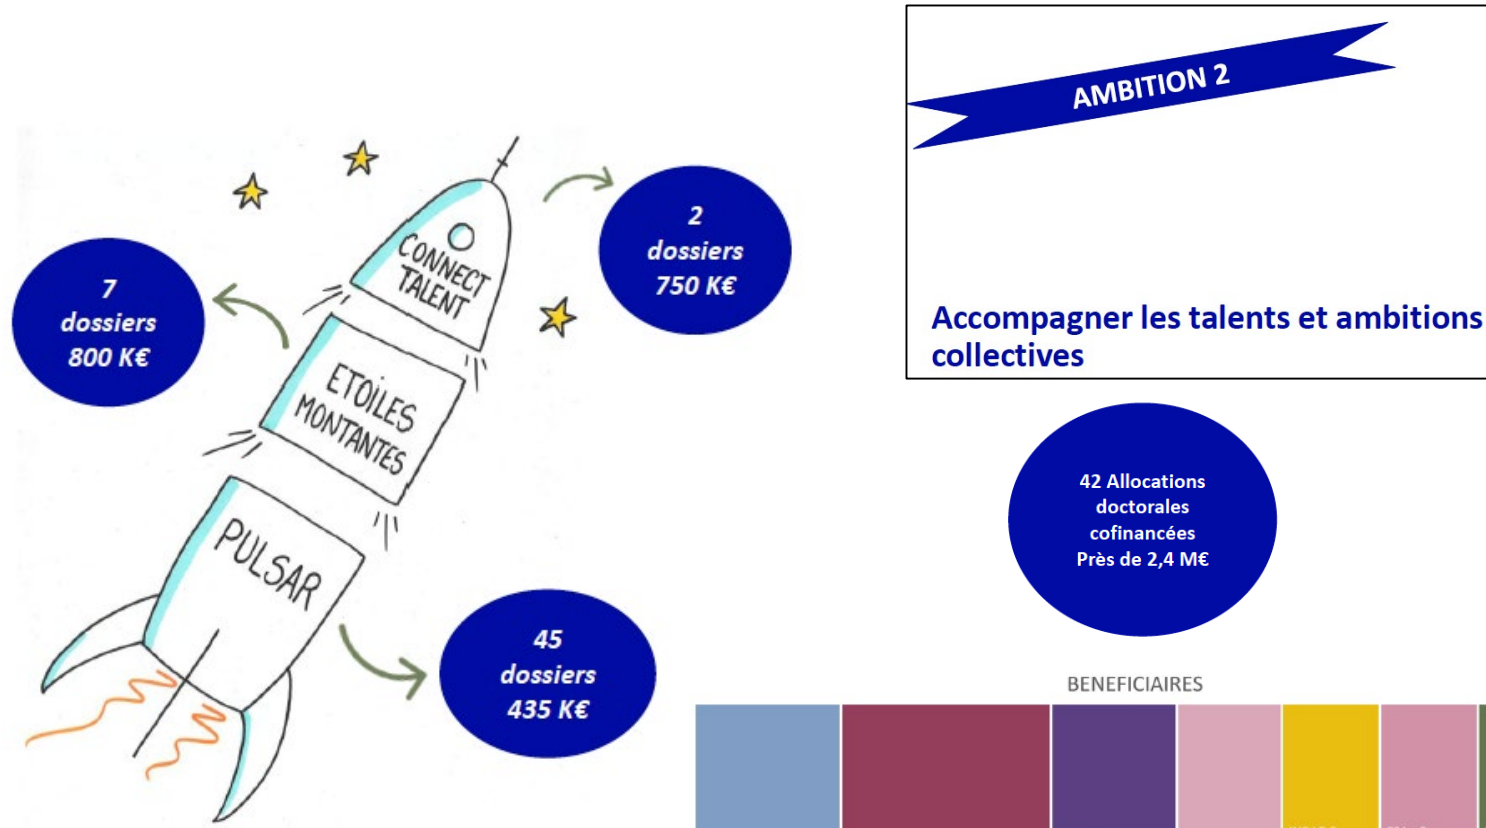 AMBITION 2
Accompagner les talents et ambitions
collectives
2
dossiers
750 K€
CONNECT
TALENT
7
dossiers
800 K€
ETOILES
MONTANTES
PULSAR
45
dossiers
435 K€
42 Allocations
doctorales
cofinancées
Près de 2,4 M€
BENEFICIAIRES